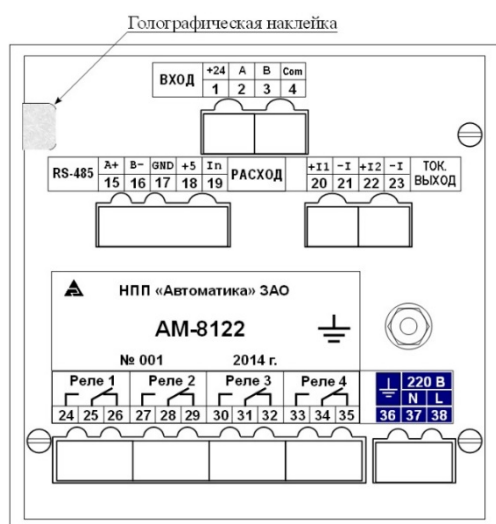 Голографическая наклейка
ВХОД +24 A B Com
1 2 3 4
RS-485 A+ B- GND +5 In РАСХОД +I1 -I +I2 -I ТОК. ВЫХОД
15 16 17 18 19 20 21 22 23
НПП «Автоматика» ЗАО
АМ-8122
№ 001 2014 г.
Реле 1 Реле 2 Реле 3 Реле 4 220 В
N L
24 25 26 27 28 29 30 31 32 33 34 35 36 37 38